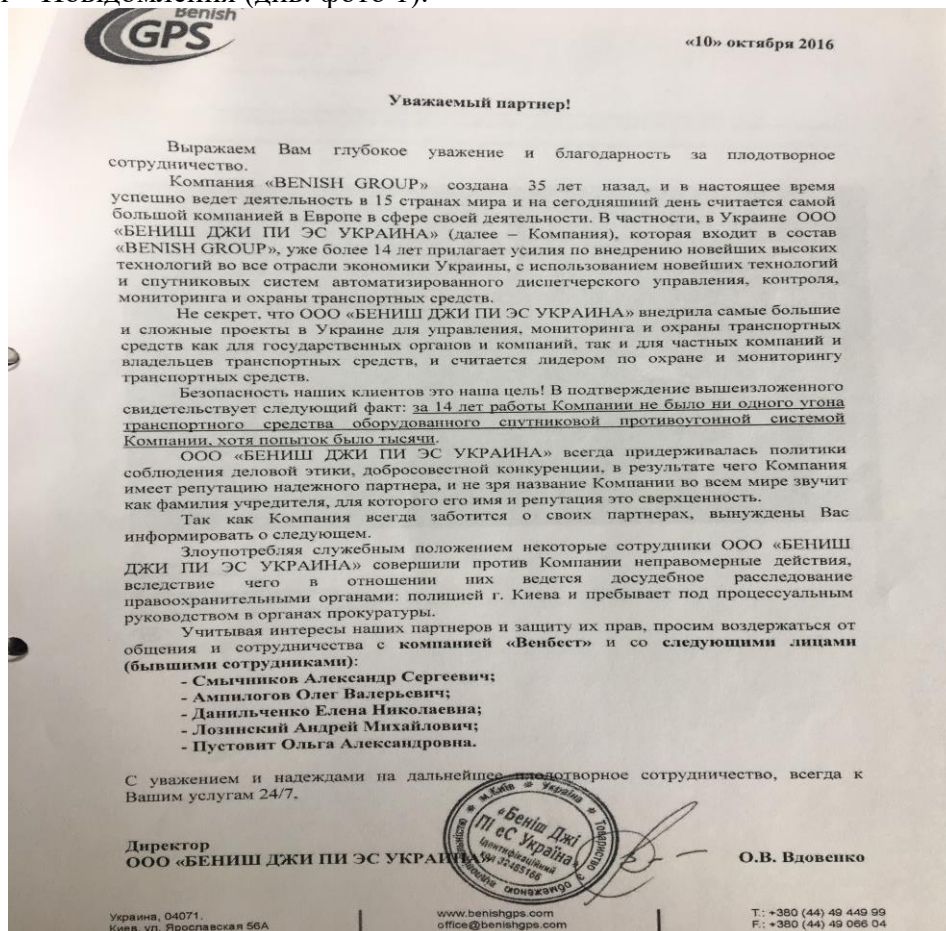 Повідомлення (див. фото 1).
Benish
GPS
«10» октября 2016
Уважаемый партнер!
Выражаем Вам глубокое уважение и благодарность за плодотворное
сотрудничество.
Компания «BENISH GROUP» создана 35 лет назад, и в настоящее время
успешно ведет деятельность в 15 странах мира и на сегодняшний день считается самой
большой компанией в Европе в сфере своей деятельности. В частности, в Украине ООО
«БЕНИШ ДЖИ ПИ ЭС УКРАИНА» (далее – Компания), которая входит в состав
«BENISH GROUP», уже более 14 лет прилагает усилия по внедрению новейших высоких
технологий во все отрасли экономики Украины, с использованием новейших технологий
и спутниковых систем автоматизированного диспетчерского управления, контроля,
мониторинга и охраны транспортных средств.
Не секрет, что ООО «БЕНИШ ДЖИ ПИ ЭС УКРАИНА» внедрила самые большие
и сложные проекты в Украине для управления, мониторинга и охраны транспортных
средств как для государственных органов и компаний, так и для частных компаний и
владельцев транспортных средств, и считается лидером по охране и мониторингу
транспортных средств.
Безопасность наших клиентов это наша цель! В подтверждение вышеизложенного
свидетельствует следующий факт: за 14 лет работы Компании не было ни одного угона
транспортного средства оборудованного спутниковой противоугонной системой
Компании, хотя попыток было тысячи.
ООО «БЕНИШ ДЖИ ПИ ЭС УКРАИНА» всегда придерживалась политики
соблюдения деловой этики, добросовестной конкуренции, в результате чего Компания
имеет репутацию надежного партнера, и не зря название Компании во всем мире звучит
как фамилия учредителя, для которого его имя и репутация это сверхценность.
Так как Компания всегда заботится о своих партнерах, вынуждены Вас
информировать о следующем.
Злоупотребляя служебным положением некоторые сотрудники ООО «БЕНИШ
ДЖИ ПИ ЭС УКРАИНА» совершили против Компании неправомерные действия,
вследствие чего в отношении них ведется досудебное расследование
правоохранительными органами: полицией г. Киева и пребывает под процессуальным
руководством в органах прокуратуры.
Учитывая интересы наших партнеров и защиту их прав, просим воздержаться от
общения и сотрудничества с компанией «Венбест» и со следующими лицами
(бывшими сотрудниками):
- Смычников Александр Сергеевич;
- Ампилогов Олег Валерьевич;
- Данильченко Елена Николаевна;
- Лозинский Андрей Михайлович;
- Пустовит Ольга Александровна.
С уважением и надеждами на дальнейшее плодотворное сотрудничество, всегда к
Вашим услугам 24/7.
Директор
ООО «БЕНИШ ДЖИ ПИ ЭС УКРАИНА»
О.В. Вдовенко
м.Київ * Україна * Товариство з обмеженою відповідальністю
«Беніш Джі
Пі еС Україна»
Ідентифікаційний
код 32485166
Украина, 04071.
Киев, ул. Ярославская 56А
www.benishgps.com
office@benishgps.com
T.: +380 (44) 49 449 99
F.: +380 (44) 49 066 04